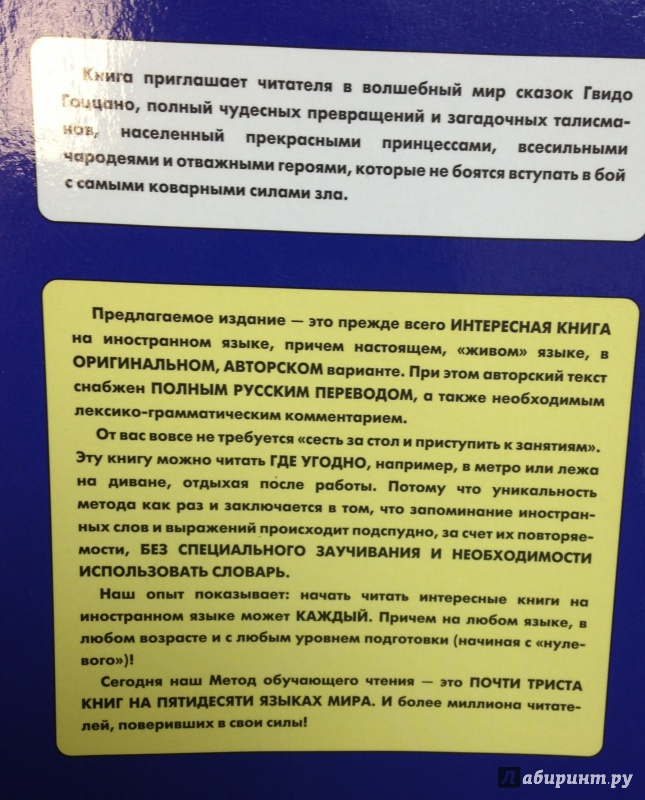 Книга приглашает читателя в волшебный мир сказок Гвидо
Гоццано, полный чудесных превращений и загадочных талисма-
нов, населенный прекрасными принцессами, всесильными
чародеями и отважными героями, которые не боятся вступать в бой
с самыми коварными силами зла.
Предлагаемое издание — это прежде всего ИНТЕРЕСНАЯ КНИГА
на иностранном языке, причем настоящем, «живом» языке, в
ОРИГИНАЛЬНОМ, АВТОРСКОМ варианте. При этом авторский текст
снабжен ПОЛНЫМ РУССКИМ ПЕРЕВОДОМ, а также необходимым
лексико-грамматическим комментарием.
От вас вовсе не требуется «сесть за стол и приступить к занятиям».
Эту книгу можно читать ГДЕ УГОДНО, например, в метро или лежа
на диване, отдыхая после работы. Потому что уникальность
метода как раз и заключается в том, что запоминание иностран-
ных слов и выражений происходит подспудно, за счет их повторяе-
мости, БЕЗ СПЕЦИАЛЬНОГО ЗАУЧИВАНИЯ И НЕОБХОДИМОСТИ
ИСПОЛЬЗОВАТЬ СЛОВАРЬ.
Наш опыт показывает: начать читать интересные книги на
иностранном языке может КАЖДЫЙ. Причем на любом языке, в
любом возрасте и с любым уровнем подготовки (начиная с «нуле-
вого»)!
Сегодня наш Метод обучающего чтения — это ПОЧТИ ТРИСТА
КНИГ НА ПЯТИДЕСЯТИ ЯЗЫКАХ МИРА. И более миллиона читате-
лей, поверивших в свои силы!
Лабиринт.ру